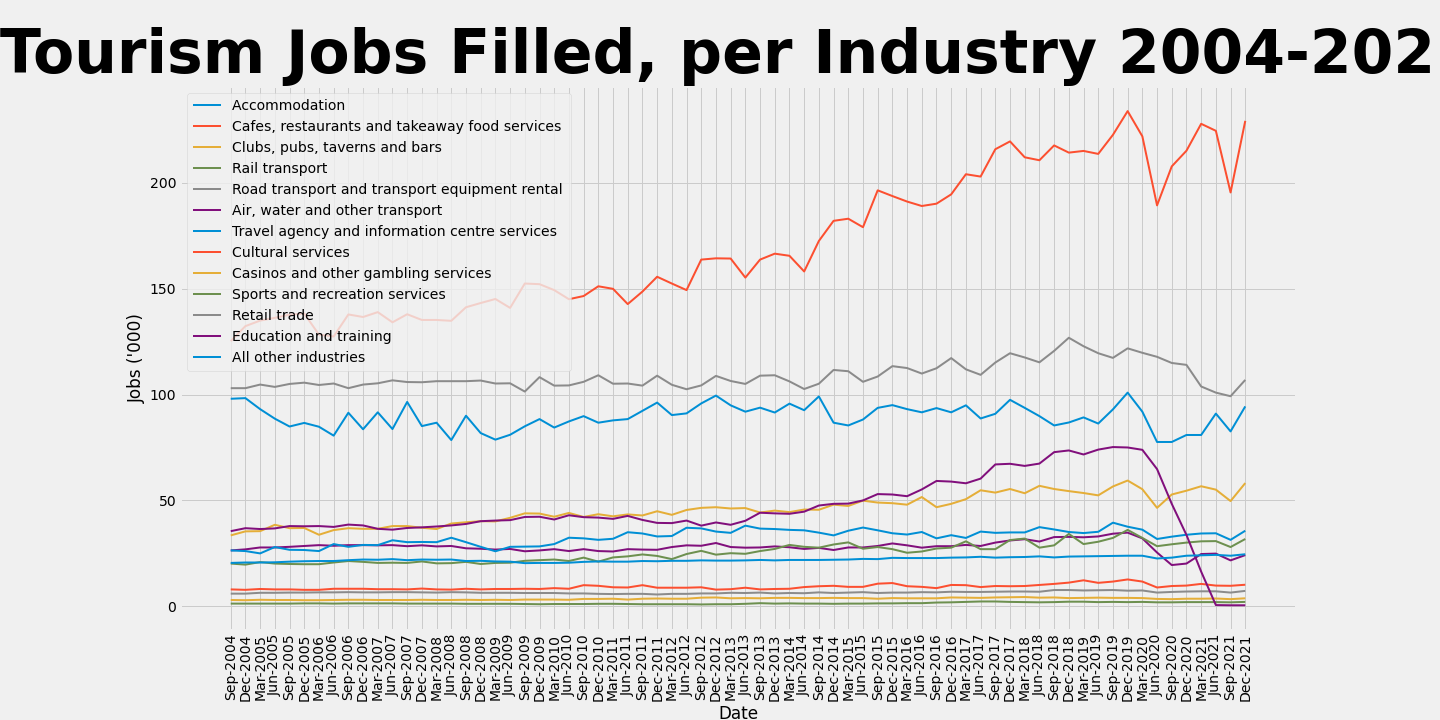 Tourism Jobs Filled, per Industry 2004-202
Accommodation
Cafes, restaurants and takeaway food services
Clubs, pubs, taverns and bars
Rail transport
Road transport and transport equipment rental
Air, water and other transport
Travel agency and information centre services
Cultural services
Casinos and other gambling services
Sports and recreation services
Retail trade
Education and training
All other industries
200
150
100
50
0
Jobs ('000)
Sep-2004
Dec-2004
Mar-2005
Jun-2005
Sep-2005
Dec-2005
Mar-2006
Jun-2006
Sep-2006
Dec-2006
Mar-2007
Jun-2007
Sep-2007
Dec-2007
Mar-2008
Jun-2008
Sep-2008
Dec-2008
Mar-2009
Jun-2009
Sep-2009
Dec-2009
Mar-2010
Jun-2010
Sep-2010
Dec-2010
Mar-2011
Jun-2011
Sep-2011
Dec-2011
Mar-2012
Jun-2012
Sep-2012
Dec-2012
Mar-2013
Jun-2013
Sep-2013
Dec-2013
Mar-2014
Jun-2014
Sep-2014
Dec-2014
Mar-2015
Jun-2015
Sep-2015
Dec-2015
Mar-2016
Jun-2016
Sep-2016
Dec-2016
Mar-2017
Jun-2017
Sep-2017
Dec-2017
Mar-2018
Jun-2018
Sep-2018
Dec-2018
Mar-2019
Jun-2019
Sep-2019
Dec-2019
Mar-2020
Jun-2020
Sep-2020
Dec-2020
Mar-2021
Jun-2021
Sep-2021
Dec-2021
Date